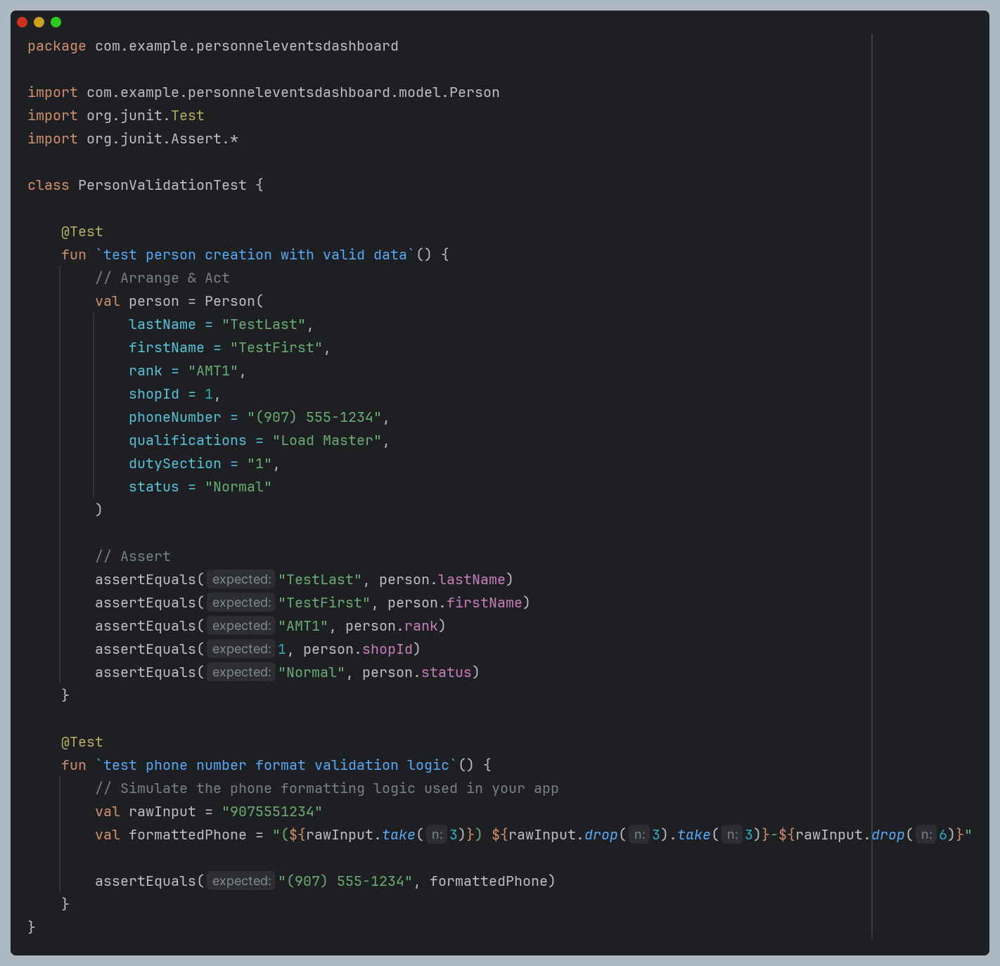 package com.example.personneleventsdashboard

import com.example.personneleventsdashboard.model.Person
import org.junit.Test
import org.junit.Assert.*

class PersonValidationTest {

    @Test
    fun `test person creation with valid data`() {
        // Arrange & Act
        val person = Person(
            lastName = "TestLast",
            firstName = "TestFirst",
            rank = "AMT1",
            shopId = 1,
            phoneNumber = "(907) 555-1234",
            qualifications = "Load Master",
            dutySection = "1",
            status = "Normal"
        )

        // Assert
        assertEquals( expected: "TestLast", person.lastName)
        assertEquals( expected: "TestFirst", person.firstName)
        assertEquals( expected: "AMT1", person.rank)
        assertEquals( expected: 1, person.shopId)
        assertEquals( expected: "Normal", person.status)
    }

    @Test
    fun `test phone number format validation logic`() {
        // Simulate the phone formatting logic used in your app
        val rawInput = "9075551234"
        val formattedPhone = "(${rawInput.take( n: 3)}) ${rawInput.drop( n: 3).take( n: 3)}-${rawInput.drop( n: 6)}"

        assertEquals( expected: "(907) 555-1234", formattedPhone)
    }
}